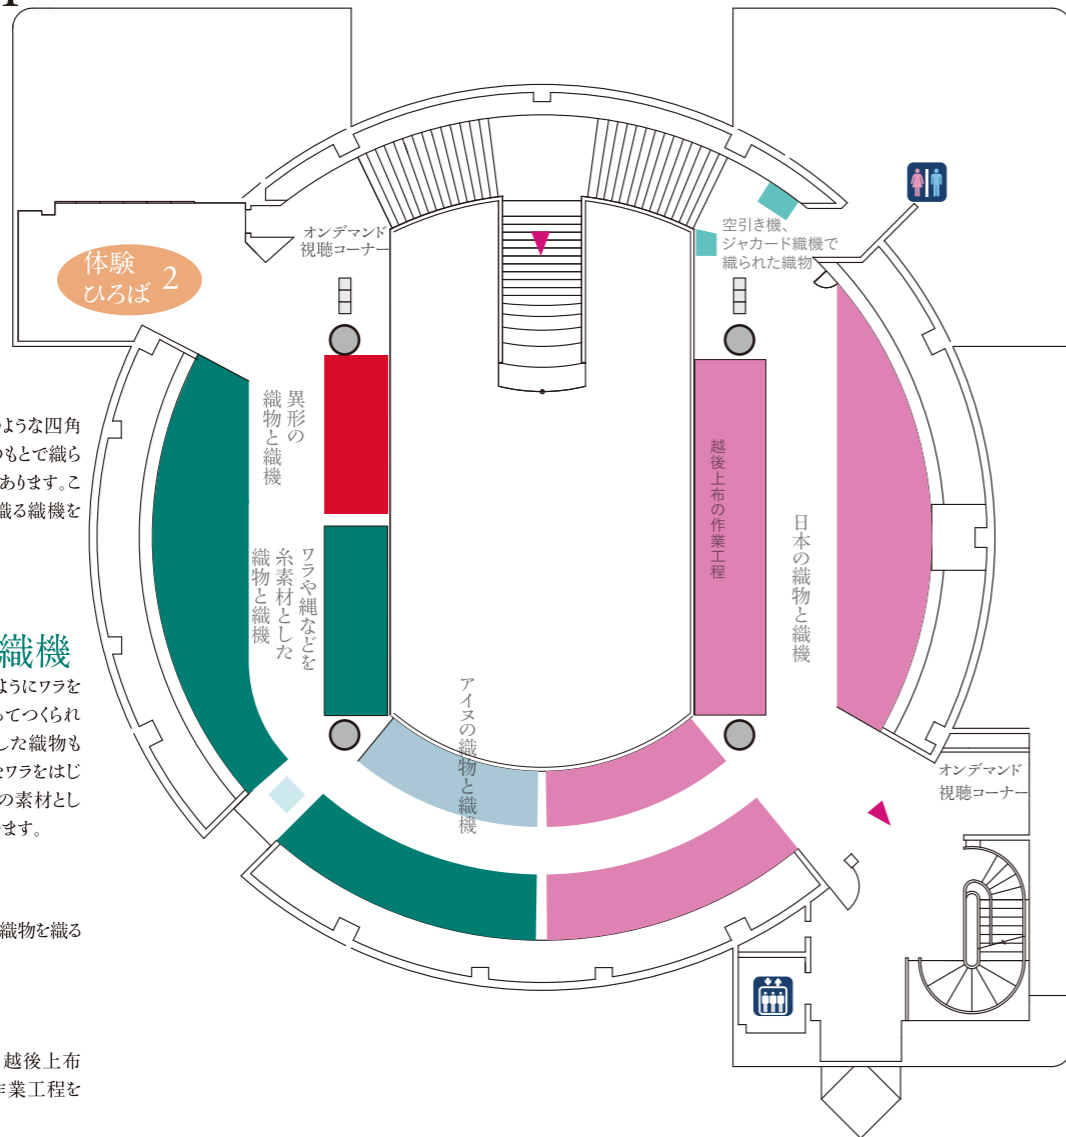 体験
ひろば 2
オンデマンド
視聴コーナー
空引き機、
ジャカード織機で
織られた織物
異形の
織物と織機
ワラや縄などを
糸素材とした
織物と織機
アイヌの織物と織機
越後上布の作業工程
日本の織物と織機
オンデマンド
視聴コーナー
ような四角
のもとで織ら
あります。こ
織る織機を
織機
ようにワラを
ってつくられ
した織物も
をワラをはじ
の素材とし
ます。
織物を織る
越後上布
作業工程を